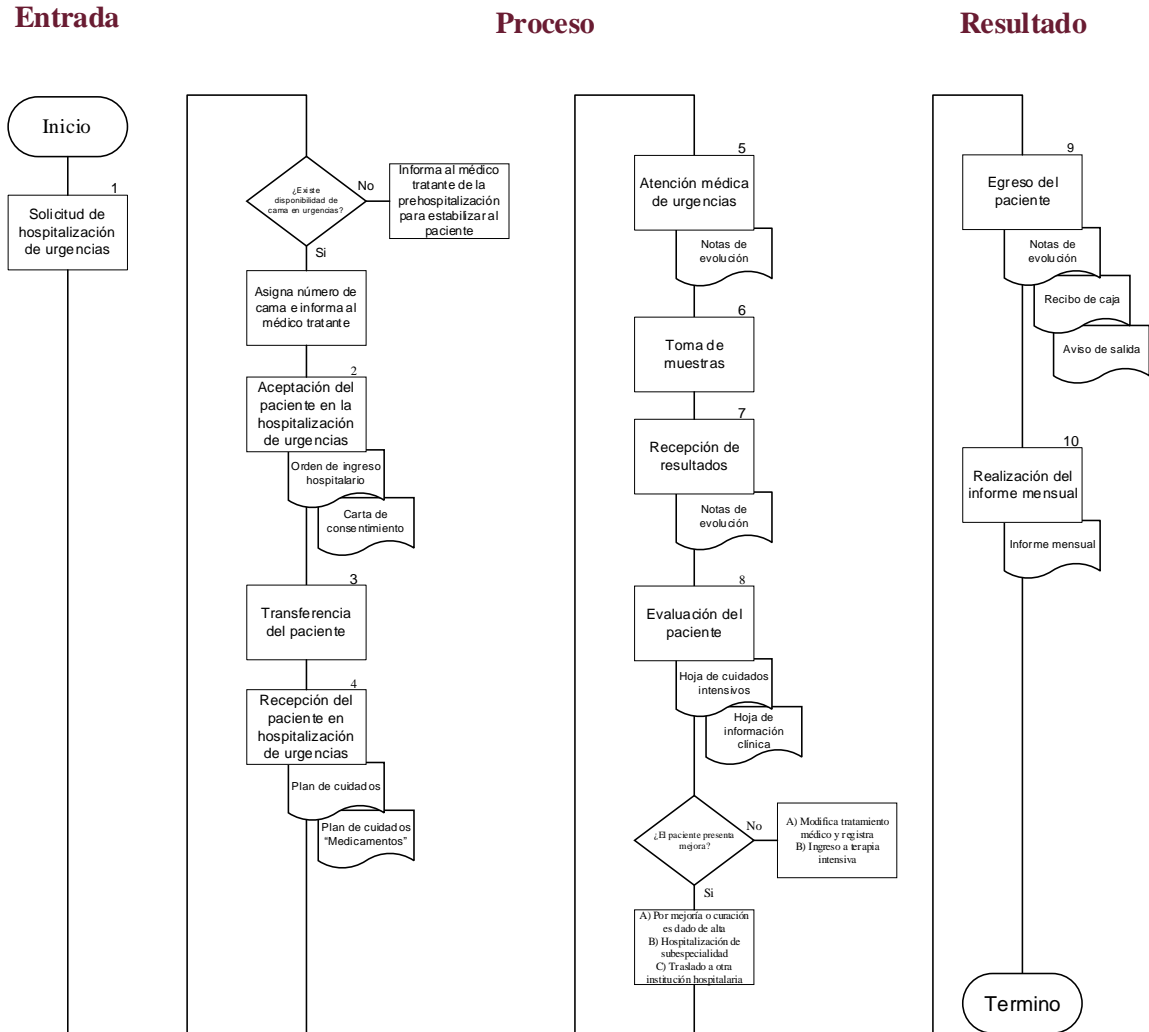 Entrada
Proceso
Resultado
Inicio
1
Solicitud de
hospitalización
de urgencias
¿Existe
disponibilidad de
cama en urgencias?
No
Informa al médico
tratante de la
prehospitalización
para estabilizar al
paciente
Si
Asigna número de
cama e informa al
médico tratante
2
Aceptación del
paciente en la
hospitalización
de urgencias
Orden de ingreso
hospitalario
Carta de
consentimiento
3
Transferencia
del paciente
4
Recepción del
paciente en
hospitalización
de urgencias
Plan de cuidados
Plan de cuidados
“Medicamentos”
5
Atención médica
de urgencias
Notas de
evolución
6
Toma de
muestras
7
Recepción de
resultados
Notas de
evolución
8
Evaluación del
paciente
Hoja de cuidados
intensivos
Hoja de
información
clínica
¿El paciente presenta
mejora?
No
A) Modifica tratamiento
médico y registra
B) Ingreso a terapia
intensiva
Si
A) Por mejoría o curación
es dado de alta
B) Hospitalización de
subespecialidad
C) Traslado a otra
institución hospitalaria
9
Egreso del
paciente
Notas de
evolución
Recibo de caja
Aviso de salida
10
Realización del
informe mensual
Informe mensual
Termino